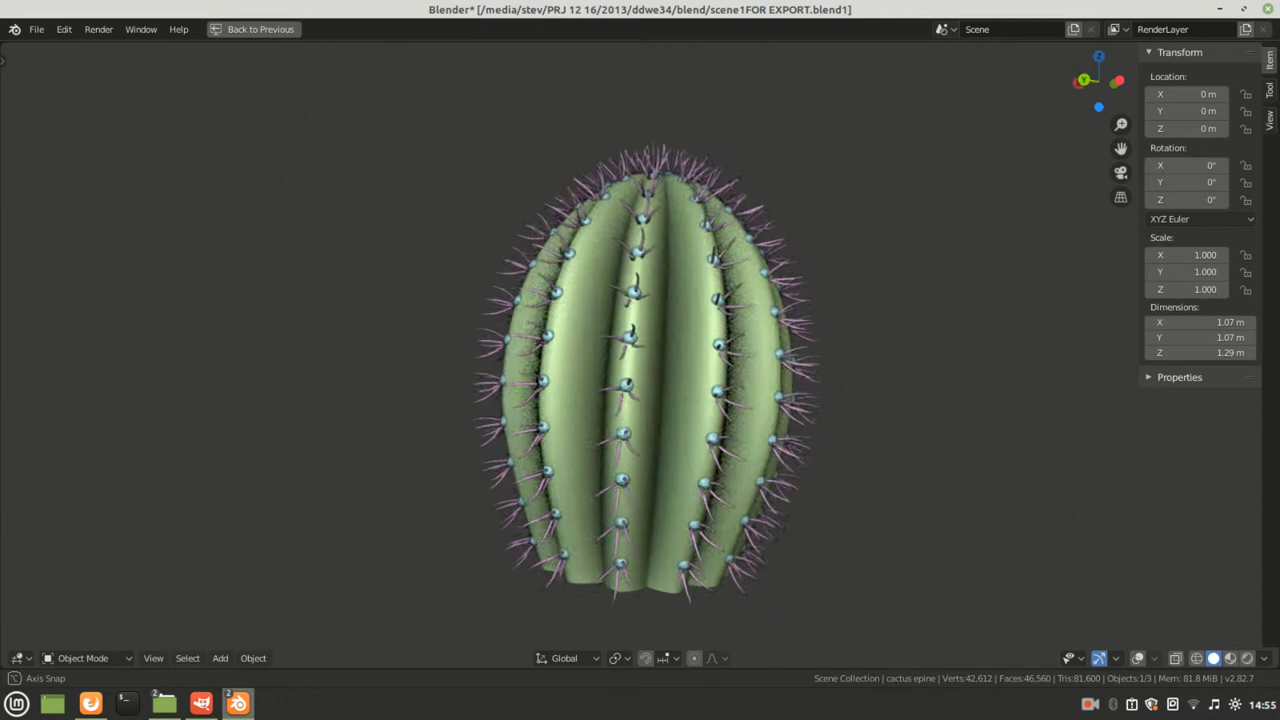 Blender* [/media/stev/PRJ 12 16/2013/ddwe34/blend/scene1FOR EXPORT.blend1]
File Edit Render Window Help Back to Previous Scene RenderLayer
Transform
Location:
X 0 m
Y 0 m
Z 0 m
Rotation:
X 0°
Y 0°
Z 0°
XYZ Euler
Scale:
X 1.000
Y 1.000
Z 1.000
Dimensions:
X 1.07 m
Y 1.07 m
Z 1.29 m
Properties
Item
Tool
View
Z
Y
Object Mode View Select Add Object Global
Axis Snap Scene Collection | cactus epine | Verts:42,612 | Faces:46,560 | Tris:81,600 | Objects:1/3 | Mem: 81.8 MiB | v2.82.7
2 2 14:55